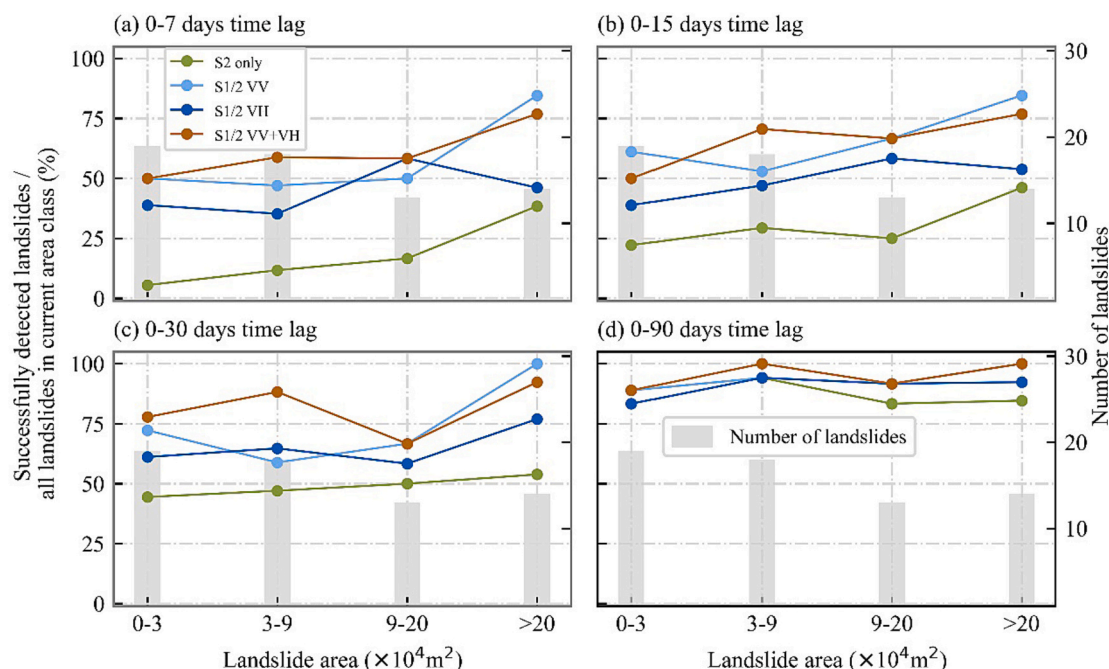 (a) 0-7 days time lag
(b) 0-15 days time lag
100
75
50
25
0
S2 only
S1/2 VV
S1/2 VH
S1/2 VV+VH
30
20
10
(c) 0-30 days time lag
(d) 0-90 days time lag
100
75
50
25
0
Number of landslides
30
20
10
0-3
3-9
9-20
>20
0-3
3-9
9-20
>20
Landslide area (×10⁴m²)
Landslide area (×10⁴m²)
Successfully detected landslides /
all landslides in current area class (%)
Number of landslides